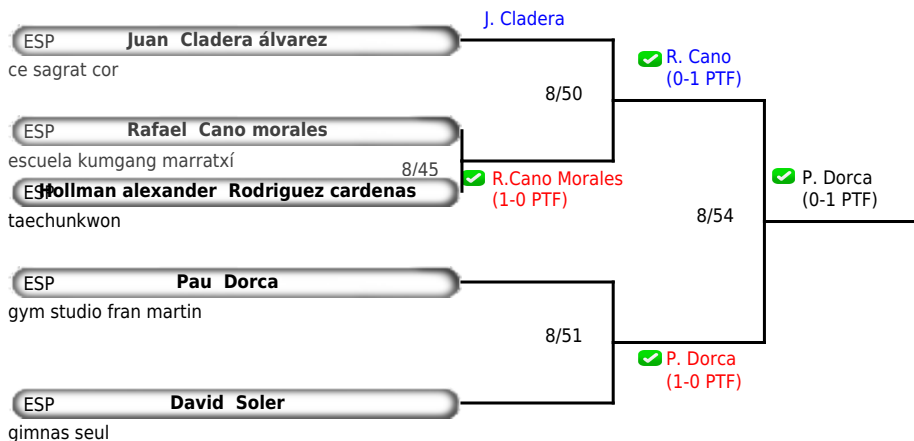 J. Cladera
ESP Juan Cladera álvarez
ce sagrat cor
R. Cano
(0-1 PTF)
8/50
ESP Rafael Cano morales
escuela kumgang marratxí
8/45
R.Cano Morales
(1-0 PTF)
ESP Hollman alexander Rodriguez cardenas
taechunkwon
P. Dorca
(0-1 PTF)
8/54
ESP Pau Dorca
gym studio fran martin
8/51
P. Dorca
(1-0 PTF)
ESP David Soler
gimnas seul